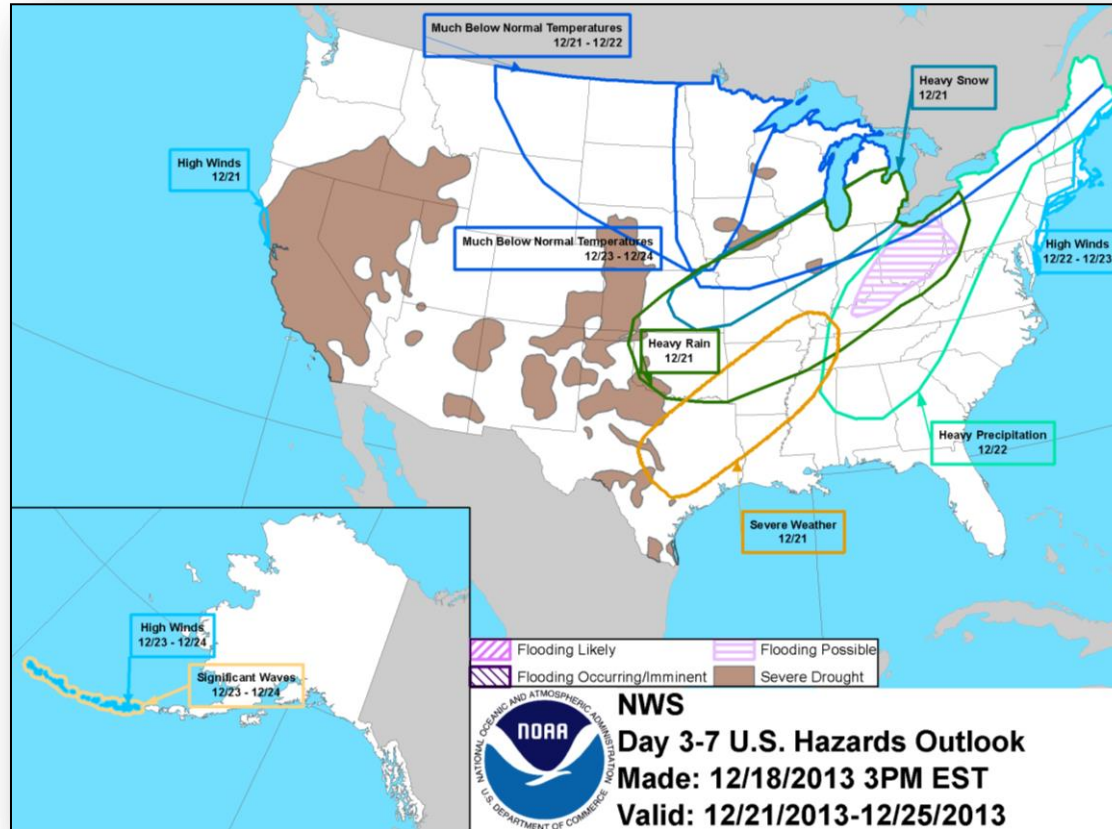 Much Below Normal Temperatures
12/21 - 12/22
Heavy Snow
12/21
High Winds
12/21
Much Below Normal Temperatures
12/23 - 12/24
High Winds
12/22 - 12/23
Heavy Rain
12/21
Heavy Precipitation
12/22
Severe Weather
12/21
High Winds
12/23 - 12/24
Significant Waves
12/23 - 12/24
Flooding Likely
Flooding Possible
Flooding Occurring/Imminent
Severe Drought
NATIONAL OCEANIC AND ATMOSPHERIC ADMINISTRATION
NOAA
U.S. DEPARTMENT OF COMMERCE
NWS
Day 3-7 U.S. Hazards Outlook
Made: 12/18/2013 3PM EST
Valid: 12/21/2013-12/25/2013